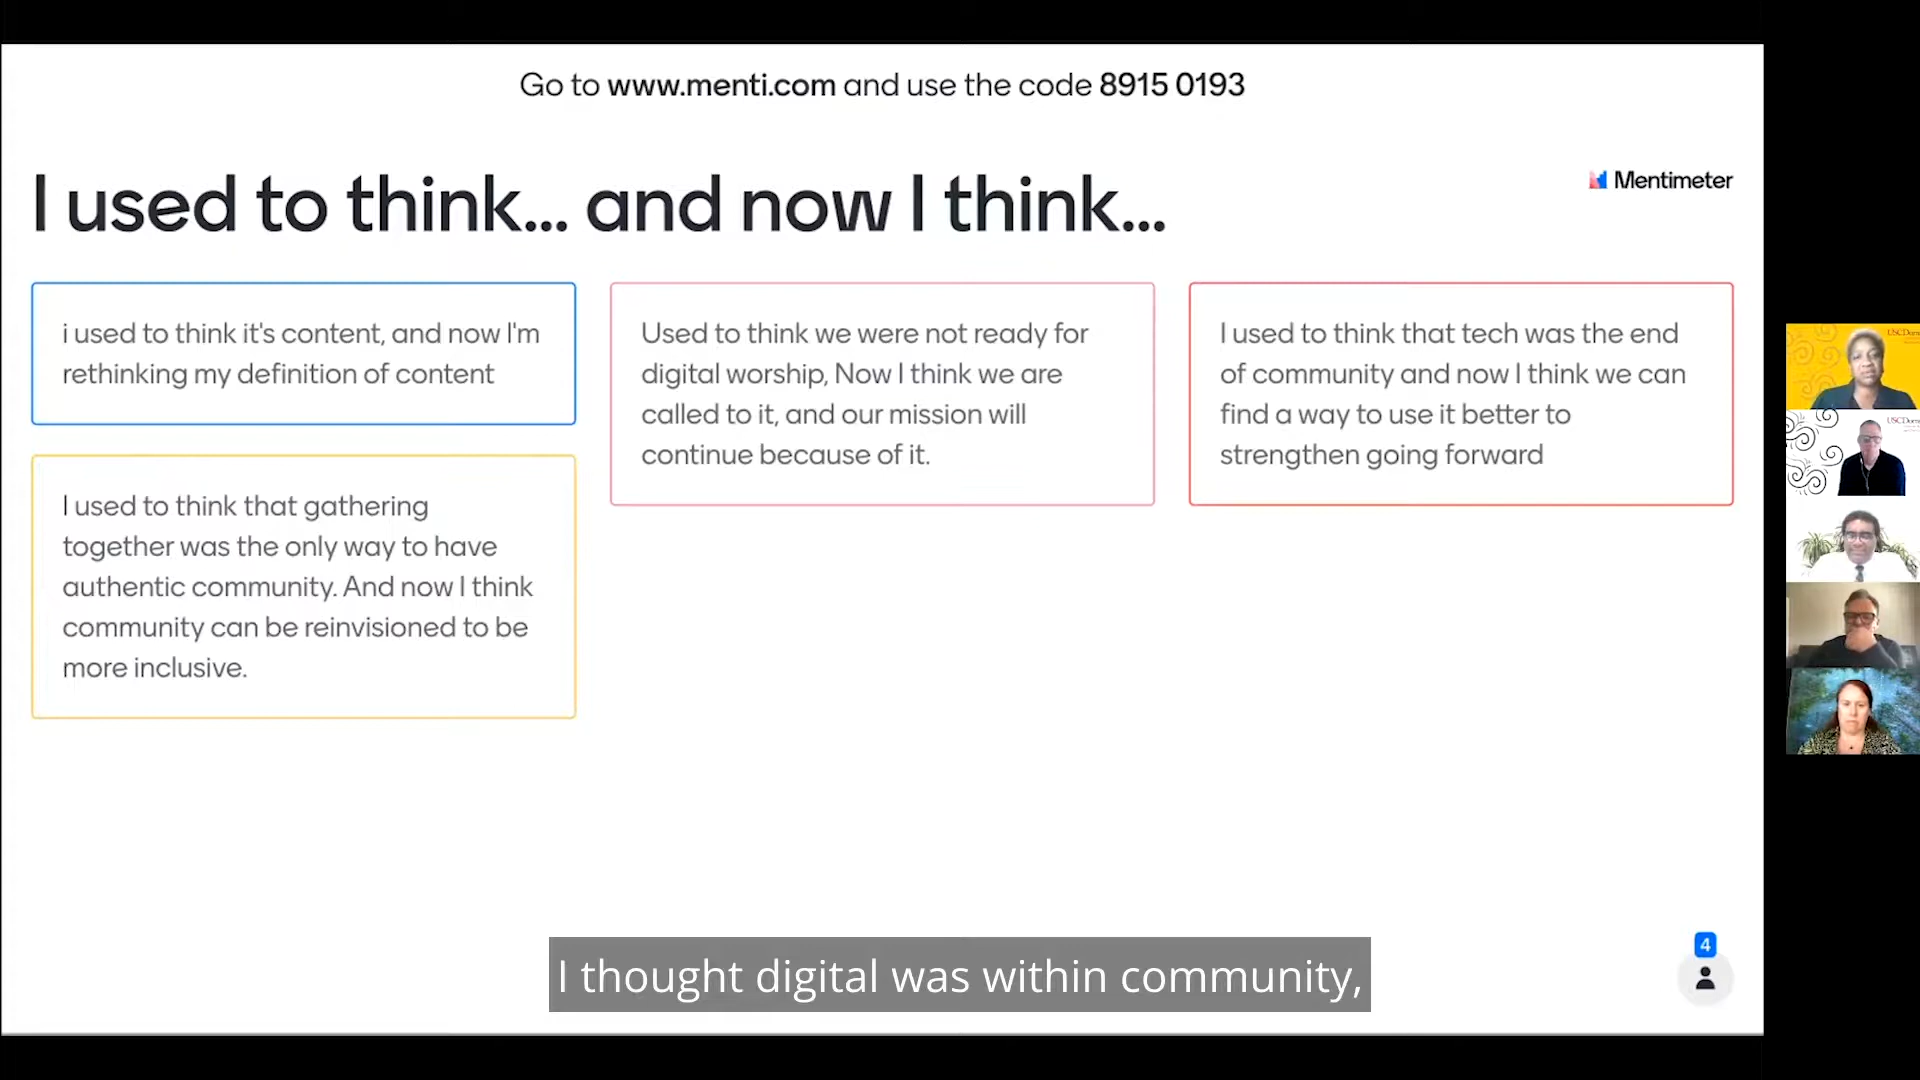 Go to www.menti.com and use the code 8915 0193
Mentimeter
I used to think... and now I think...
i used to think it's content, and now I'm
rethinking my definition of content
I used to think that gathering
together was the only way to have
authentic community. And now I think
community can be reinvisioned to be
more inclusive.
Used to think we were not ready for
digital worship, Now I think we are
called to it, and our mission will
continue because of it.
I used to think that tech was the end
of community and now I think we can
find a way to use it better to
strengthen going forward
4
I thought digital was within community,